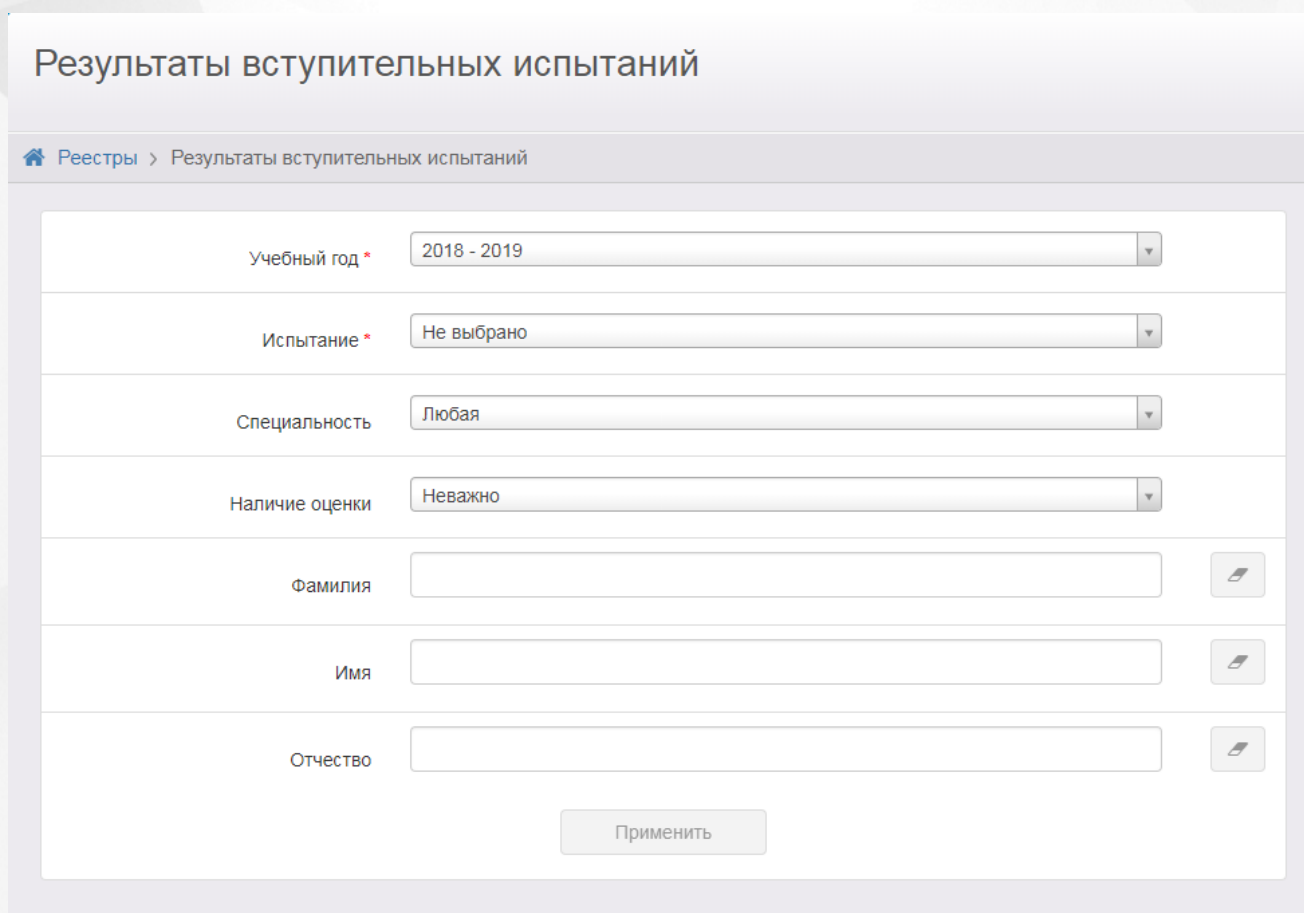 Результаты вступительных испытаний
Реестры > Результаты вступительных испытаний
Учебный год * 2018 - 2019
Испытание * Не выбрано
Специальность Любая
Наличие оценки Неважно
Фамилия
Имя
Отчество
Применить